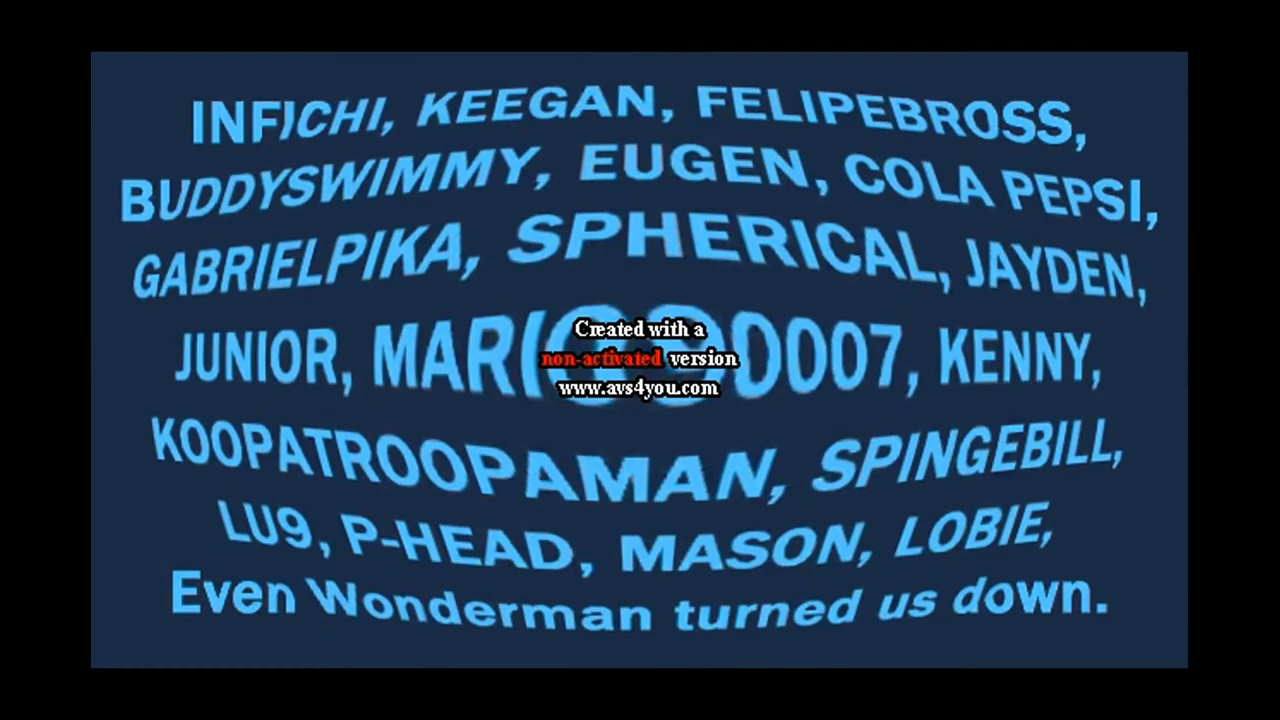 INFICHI, KEEGAN, FELIPEBROSS,
BUDDYSWIMMY, EUGEN, COLA PEPSI,
GABRIELPIKA, SPHERICAL, JAYDEN,
JUNIOR, KENNY,
KOOPATROOPAMAN, SPINGEBILL,
LU9, P-HEAD, MASON, LOBIE,
Even Wonderman turned us down.
Created with a
non-activated version
www.avs4you.com